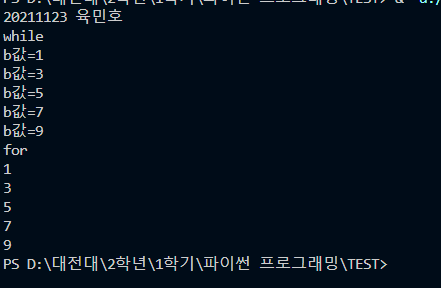 PS D:\대전대\2학년\1학기\파이썬 프로그래밍\TEST> &
20211123 육민호
while
b값=1
b값=3
b값=5
b값=7
b값=9
for
1
3
5
7
9
PS D:\대전대\2학년\1학기\파이썬 프로그래밍\TEST>